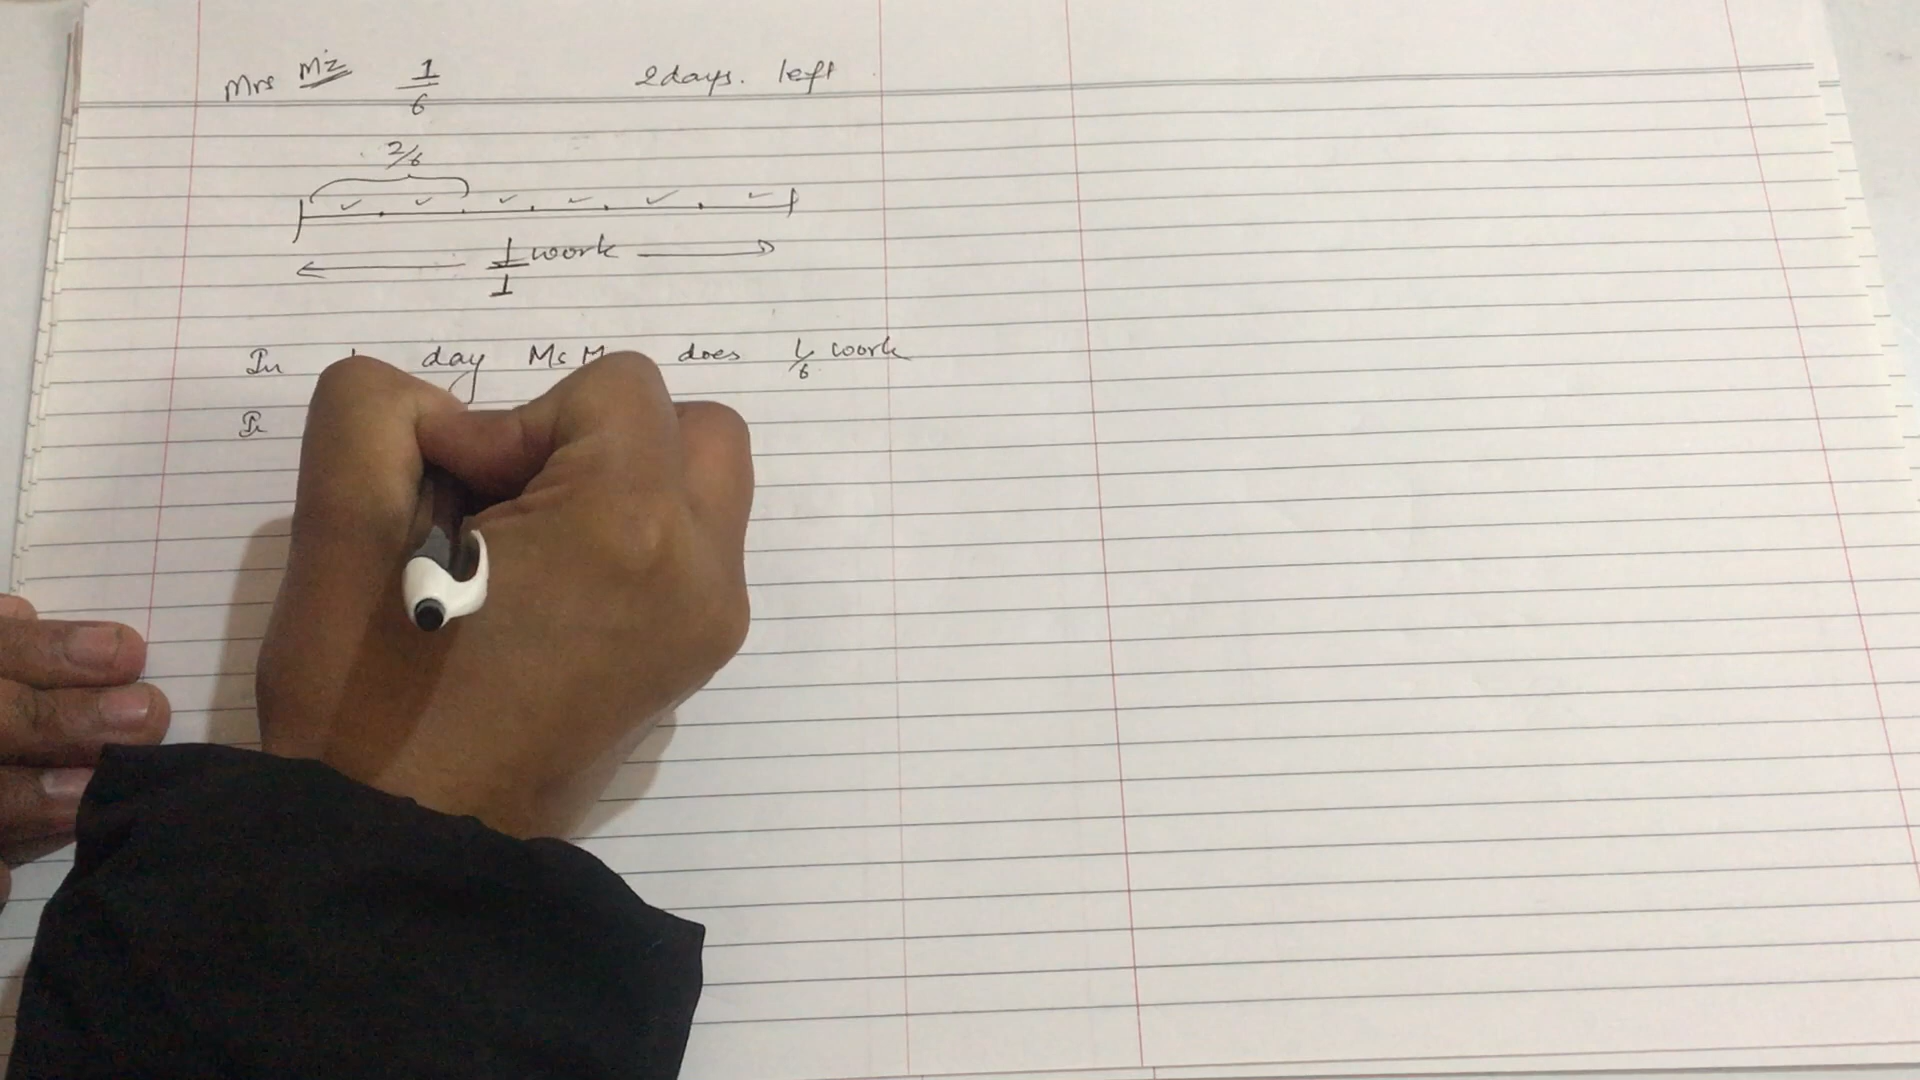 Mrs Mz 1/6 2days. left
2/6
1/1 work
In day Ms M does 1/6 work